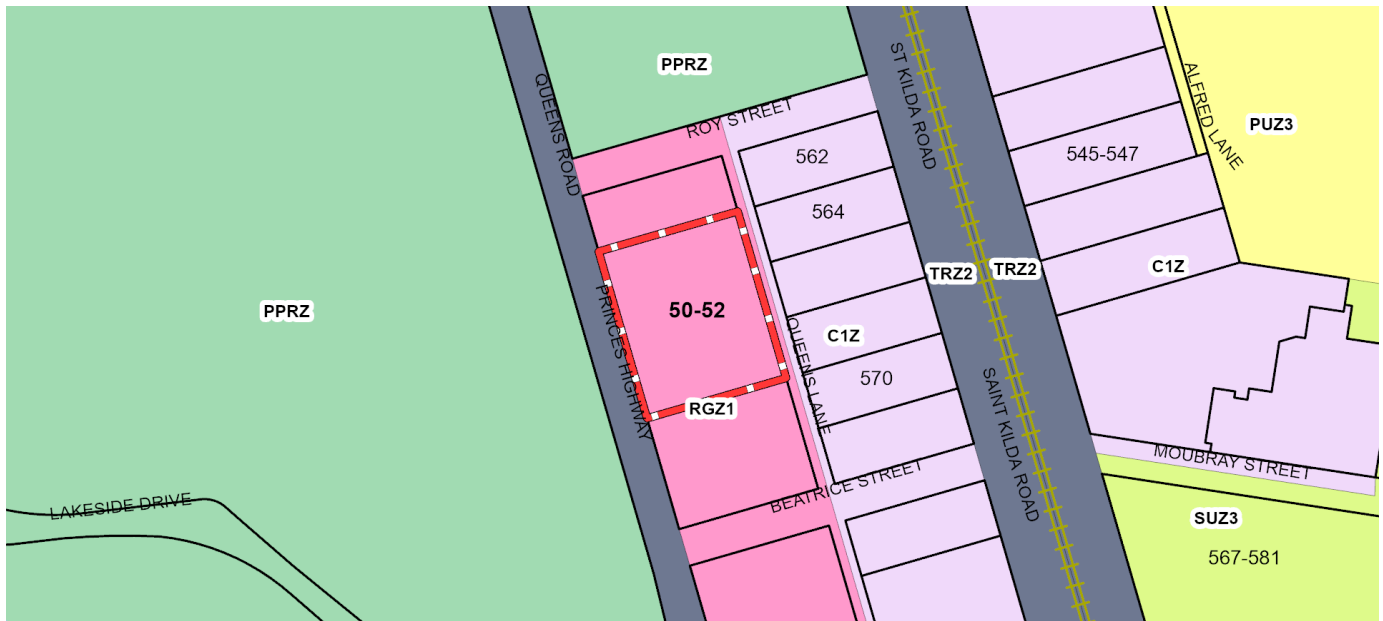 PPRZ
QUEENS ROAD
ROY STREET
ST KILDA ROAD
ALFRED LANE
PUZ3
562
545-547
564
PPRZ
PRINCES HIGHWAY
50-52
QUEENS LANE
C1Z
TRZ2
TRZ2
C1Z
570
RGZ1
SAINT KILDA ROAD
BEATRICE STREET
MOUBRAY STREET
LAKESIDE DRIVE
SUZ3
567-581